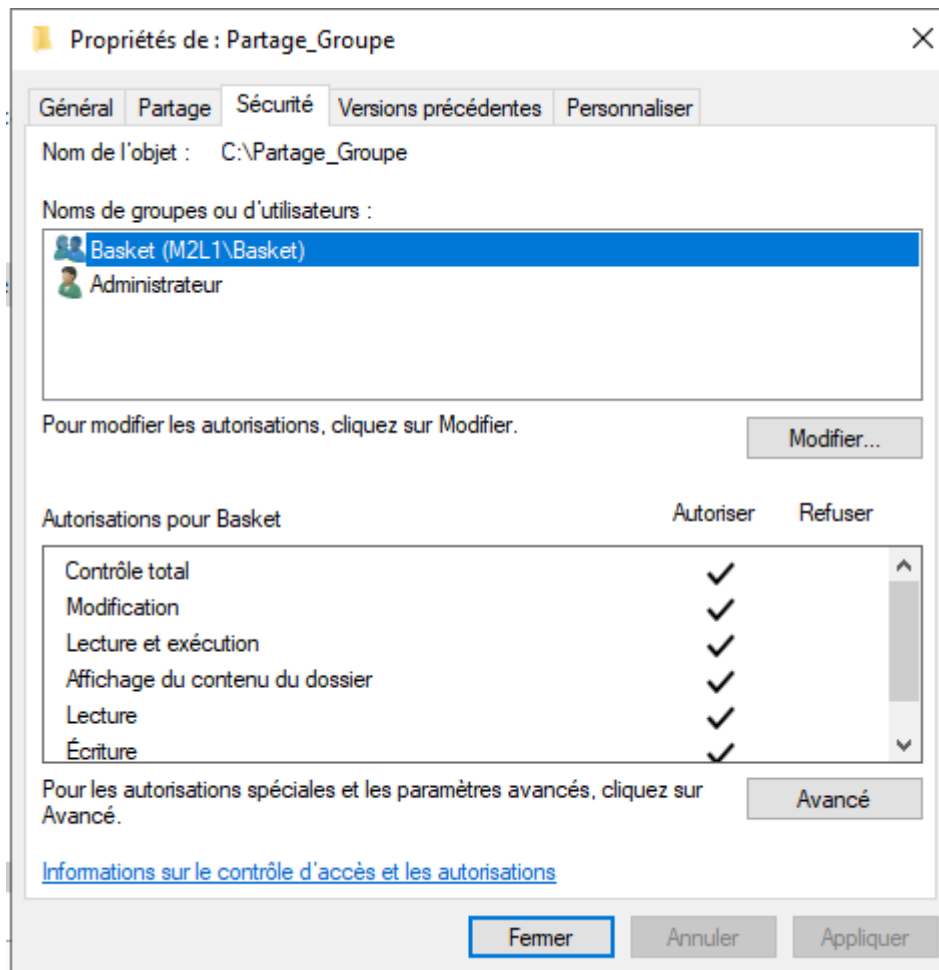 Propriétés de : Partage_Groupe
Général Partage Sécurité Versions précédentes Personnaliser
Nom de l'objet : C:\Partage_Groupe
Noms de groupes ou d'utilisateurs :
Basket (M2L1\Basket)
Administrateur
Pour modifier les autorisations, cliquez sur Modifier.
Modifier...
Autorisations pour Basket Autoriser Refuser
Contrôle total
Modification
Lecture et exécution
Affichage du contenu du dossier
Lecture
Écriture
Pour les autorisations spéciales et les paramètres avancés, cliquez sur
Avancé.
Avancé
Informations sur le contrôle d'accès et les autorisations
Fermer Annuler Appliquer